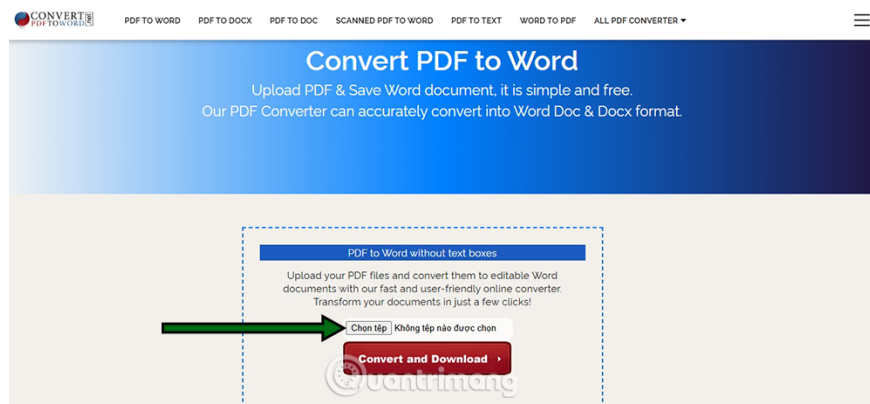 CONVERT
PDFTOWORD
.NET
PDF TO WORD PDF TO DOCX PDF TO DOC SCANNED PDF TO WORD PDF TO TEXT WORD TO PDF ALL PDF CONVERTER
Convert PDF to Word
Upload PDF & Save Word document, it is simple and free.
Our PDF Converter can accurately convert into Word Doc & Docx format.
PDF to Word without text boxes
Upload your PDF files and convert them to editable Word
documents with our fast and user-friendly online converter.
Transform your documents in just a few clicks!
Chọn tệp Không tệp nào được chọn
Convert and Download
Quantrimang